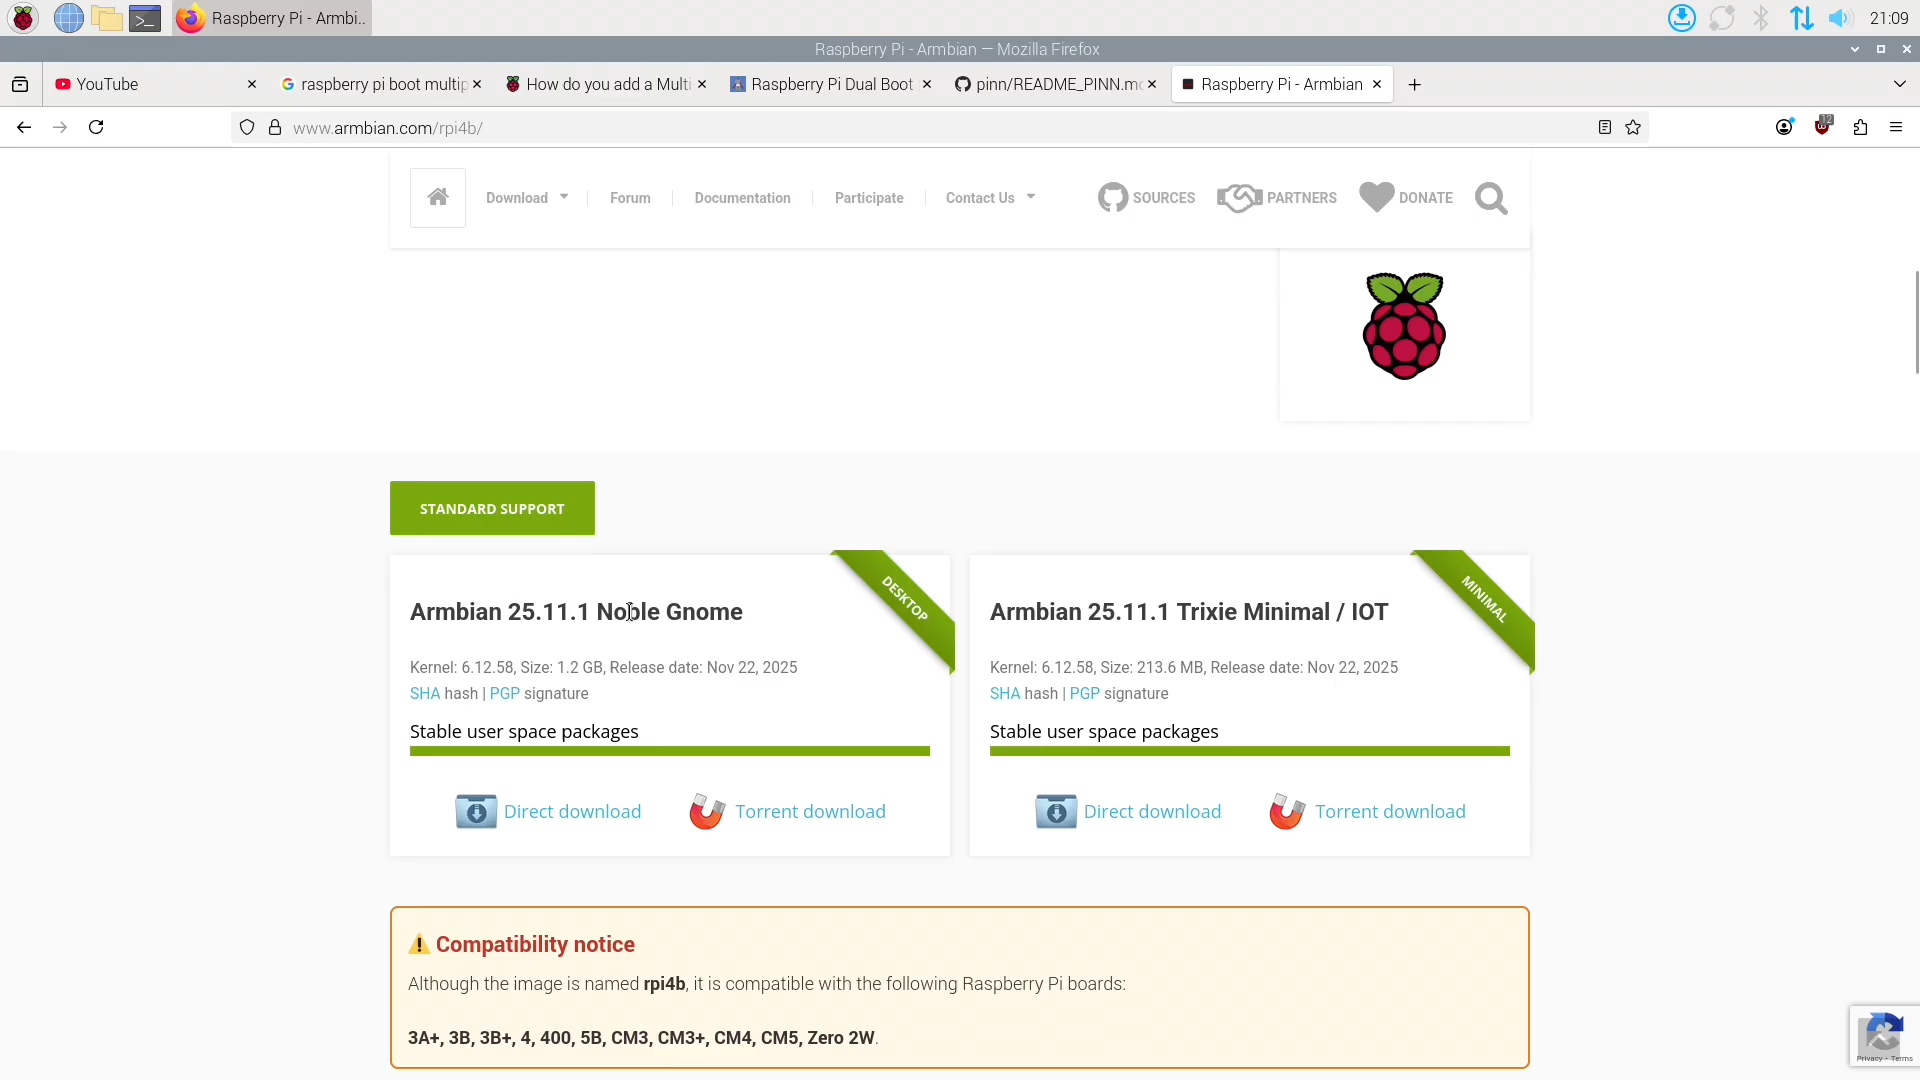 Raspberry Pi - Armbi..
21:09
Raspberry Pi - Armbian — Mozilla Firefox
YouTube
raspberry pi boot multip
How do you add a Multi
Raspberry Pi Dual Boot
pinn/README_PINN.mc
Raspberry Pi - Armbian
www.armbian.com/rpi4b/
12
Download
Forum
Documentation
Participate
Contact Us
SOURCES
PARTNERS
DONATE
STANDARD SUPPORT
DESKTOP
Armbian 25.11.1 Noble Gnome
Kernel: 6.12.58, Size: 1.2 GB, Release date: Nov 22, 2025
SHA hash | PGP signature
Stable user space packages
Direct download
Torrent download
MINIMAL
Armbian 25.11.1 Trixie Minimal / IOT
Kernel: 6.12.58, Size: 213.6 MB, Release date: Nov 22, 2025
SHA hash | PGP signature
Stable user space packages
Direct download
Torrent download
Compatibility notice
Although the image is named rpi4b, it is compatible with the following Raspberry Pi boards:
3A+, 3B, 3B+, 4, 400, 5B, CM3, CM3+, CM4, CM5, Zero 2W.
Privacy - Terms